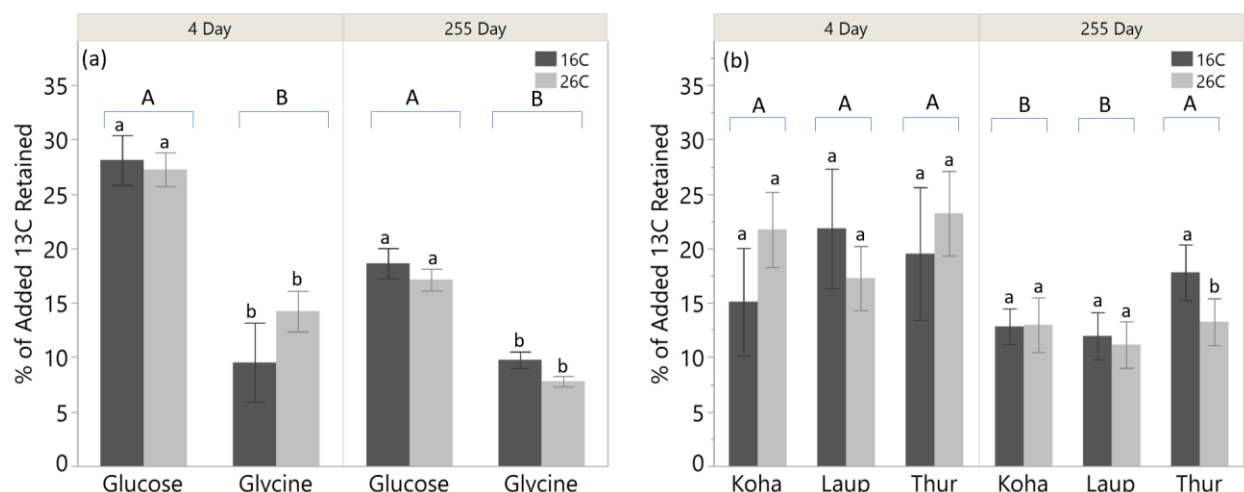 4 Day 255 Day
(a)
16C
26C
% of Added 13C Retained
35
30
25
20
15
10
5
0
A B A B
a a b b a a b b
Glucose Glycine Glucose Glycine
4 Day 255 Day
(b)
16C
26C
% of Added 13C Retained
35
30
25
20
15
10
5
0
A A A B B A
a a a a a a a a a a a b
Koha Laup Thur Koha Laup Thur